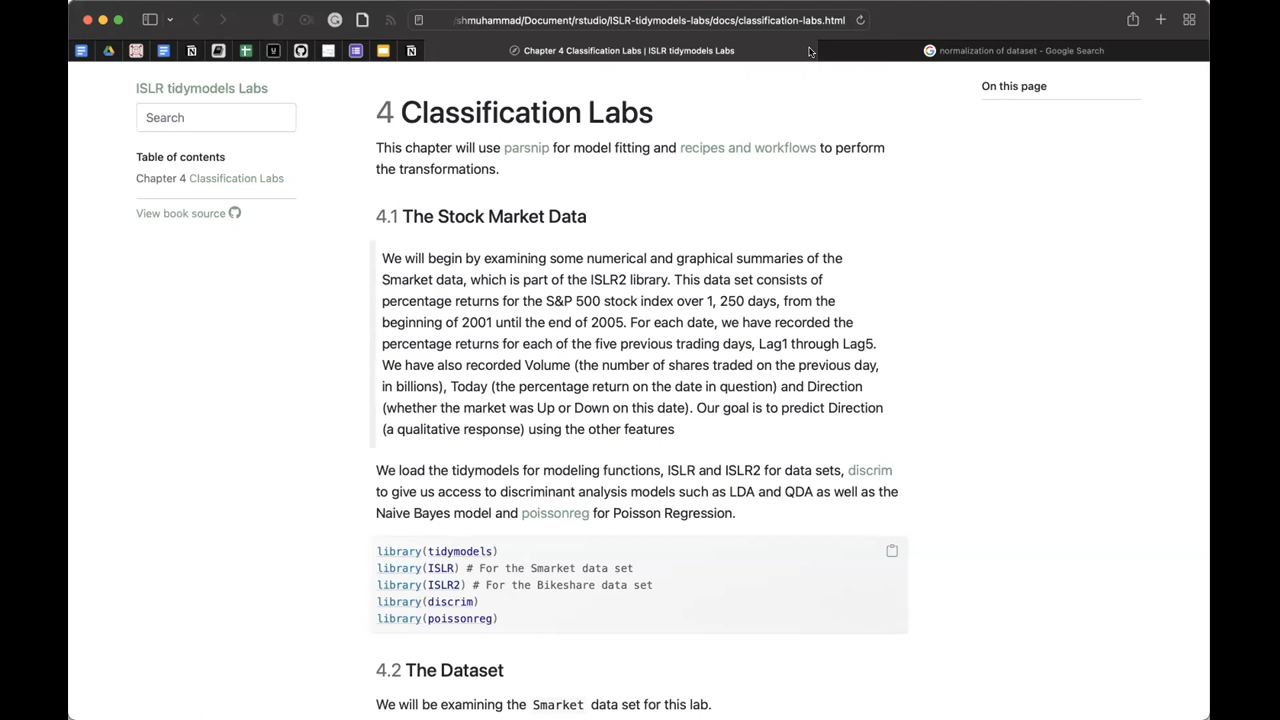 shmuhammad/Document/rstudio/ISLR-tidymodels-labs/docs/classification-labs.html
Chapter 4 Classification Labs | ISLR tidymodels Labs
normalization of dataset - Google Search
ISLR tidymodels Labs
Search
Table of contents
Chapter 4 Classification Labs
View book source
4 Classification Labs
This chapter will use parsnip for model fitting and recipes and workflows to perform
the transformations.
4.1 The Stock Market Data
We will begin by examining some numerical and graphical summaries of the
Smarket data, which is part of the ISLR2 library. This data set consists of
percentage returns for the S&P 500 stock index over 1, 250 days, from the
beginning of 2001 until the end of 2005. For each date, we have recorded the
percentage returns for each of the five previous trading days, Lag1 through Lag5.
We have also recorded Volume (the number of shares traded on the previous day,
in billions), Today (the percentage return on the date in question) and Direction
(whether the market was Up or Down on this date). Our goal is to predict Direction
(a qualitative response) using the other features
We load the tidymodels for modeling functions, ISLR and ISLR2 for data sets, discrim
to give us access to discriminant analysis models such as LDA and QDA as well as the
Naive Bayes model and poissonreg for Poisson Regression.
library(tidymodels)
library(ISLR) # For the Smarket data set
library(ISLR2) # For the Bikeshare data set
library(discrim)
library(poissonreg)
4.2 The Dataset
We will be examining the Smarket data set for this lab.
On this page